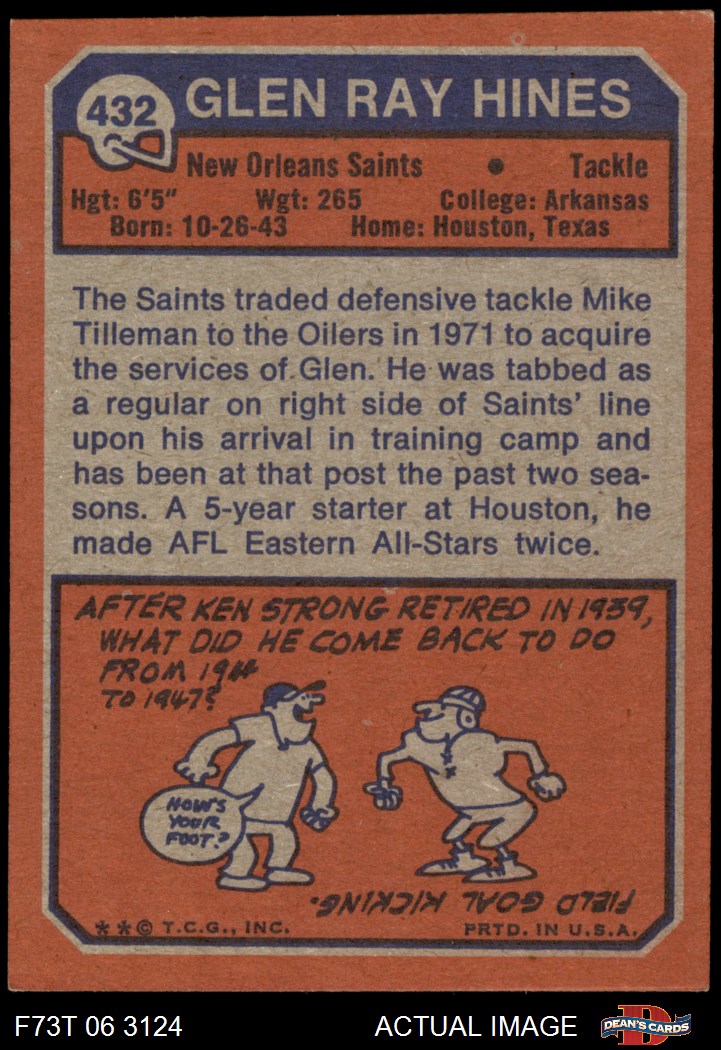 432
GLEN RAY HINES
New Orleans Saints • Tackle
Hgt: 6'5" Wgt: 265 College: Arkansas
Born: 10-26-43 Home: Houston, Texas
The Saints traded defensive tackle Mike
Tilleman to the Oilers in 1971 to acquire
the services of Glen. He was tabbed as
a regular on right side of Saints' line
upon his arrival in training camp and
has been at that post the past two sea-
sons. A 5-year starter at Houston, he
made AFL Eastern All-Stars twice.
AFTER KEN STRONG RETIRED IN 1939,
WHAT DID HE COME BACK TO DO
FROM 1944
TO 1947?
HOW'S
YOUR
FOOT?
FIELD GOAL KICKING.
**© T.C.G., INC. PRTD. IN U.S.A.
F73T 06 3124 ACTUAL IMAGE
D
DEAN'S CARDS